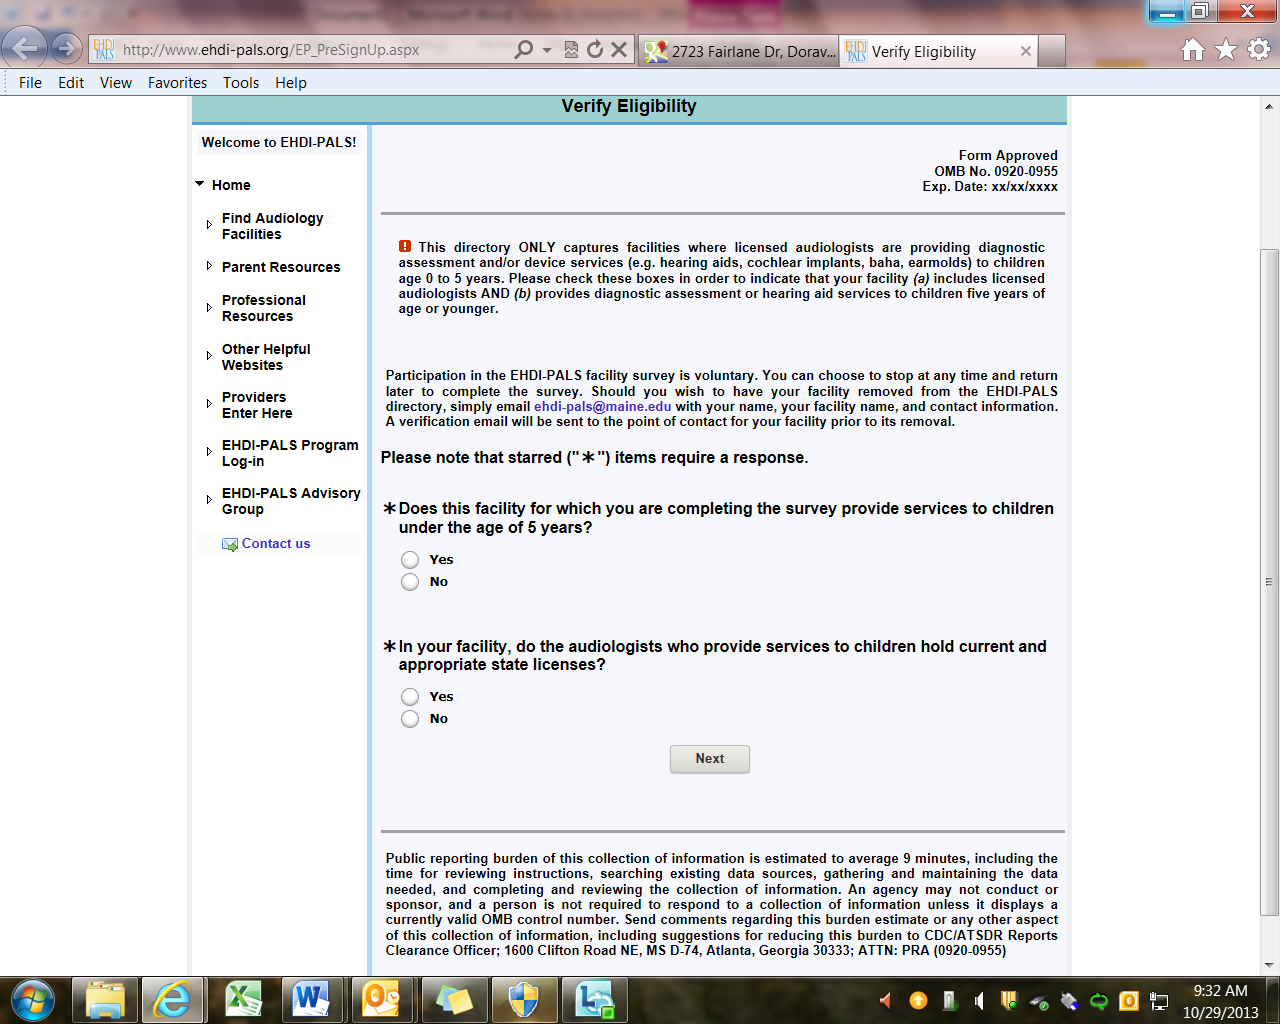 http://www.ehdi-pals.org/EP_PreSignUp.aspx
2723 Fairlane Dr, Dorav...
Verify Eligibility
File Edit View Favorites Tools Help
Verify Eligibility
Welcome to EHDI-PALS!
Home
Find Audiology
Facilities
Parent Resources
Professional
Resources
Other Helpful
Websites
Providers
Enter Here
EHDI-PALS Program
Log-in
EHDI-PALS Advisory
Group
Contact us
Form Approved
OMB No. 0920-0955
Exp. Date: xx/xx/xxxx
This directory ONLY captures facilities where licensed audiologists are providing diagnostic
assessment and/or device services (e.g. hearing aids, cochlear implants, baha, earmolds) to children
age 0 to 5 years. Please check these boxes in order to indicate that your facility (a) includes licensed
audiologists AND (b) provides diagnostic assessment or hearing aid services to children five years of
age or younger.
Participation in the EHDI-PALS facility survey is voluntary. You can choose to stop at any time and return
later to complete the survey. Should you wish to have your facility removed from the EHDI-PALS
directory, simply email ehdi-pals@maine.edu with your name, your facility name, and contact information.
A verification email will be sent to the point of contact for your facility prior to its removal.
Please note that starred ("*") items require a response.
*Does this facility for which you are completing the survey provide services to children
under the age of 5 years?
Yes
No
*In your facility, do the audiologists who provide services to children hold current and
appropriate state licenses?
Yes
No
Next
Public reporting burden of this collection of information is estimated to average 9 minutes, including the
time for reviewing instructions, searching existing data sources, gathering and maintaining the data
needed, and completing and reviewing the collection of information. An agency may not conduct or
sponsor, and a person is not required to respond to a collection of information unless it displays a
currently valid OMB control number. Send comments regarding this burden estimate or any other aspect
of this collection of information, including suggestions for reducing this burden to CDC/ATSDR Reports
Clearance Officer; 1600 Clifton Road NE, MS D-74, Atlanta, Georgia 30333; ATTN: PRA (0920-0955)
9:32 AM
10/29/2013